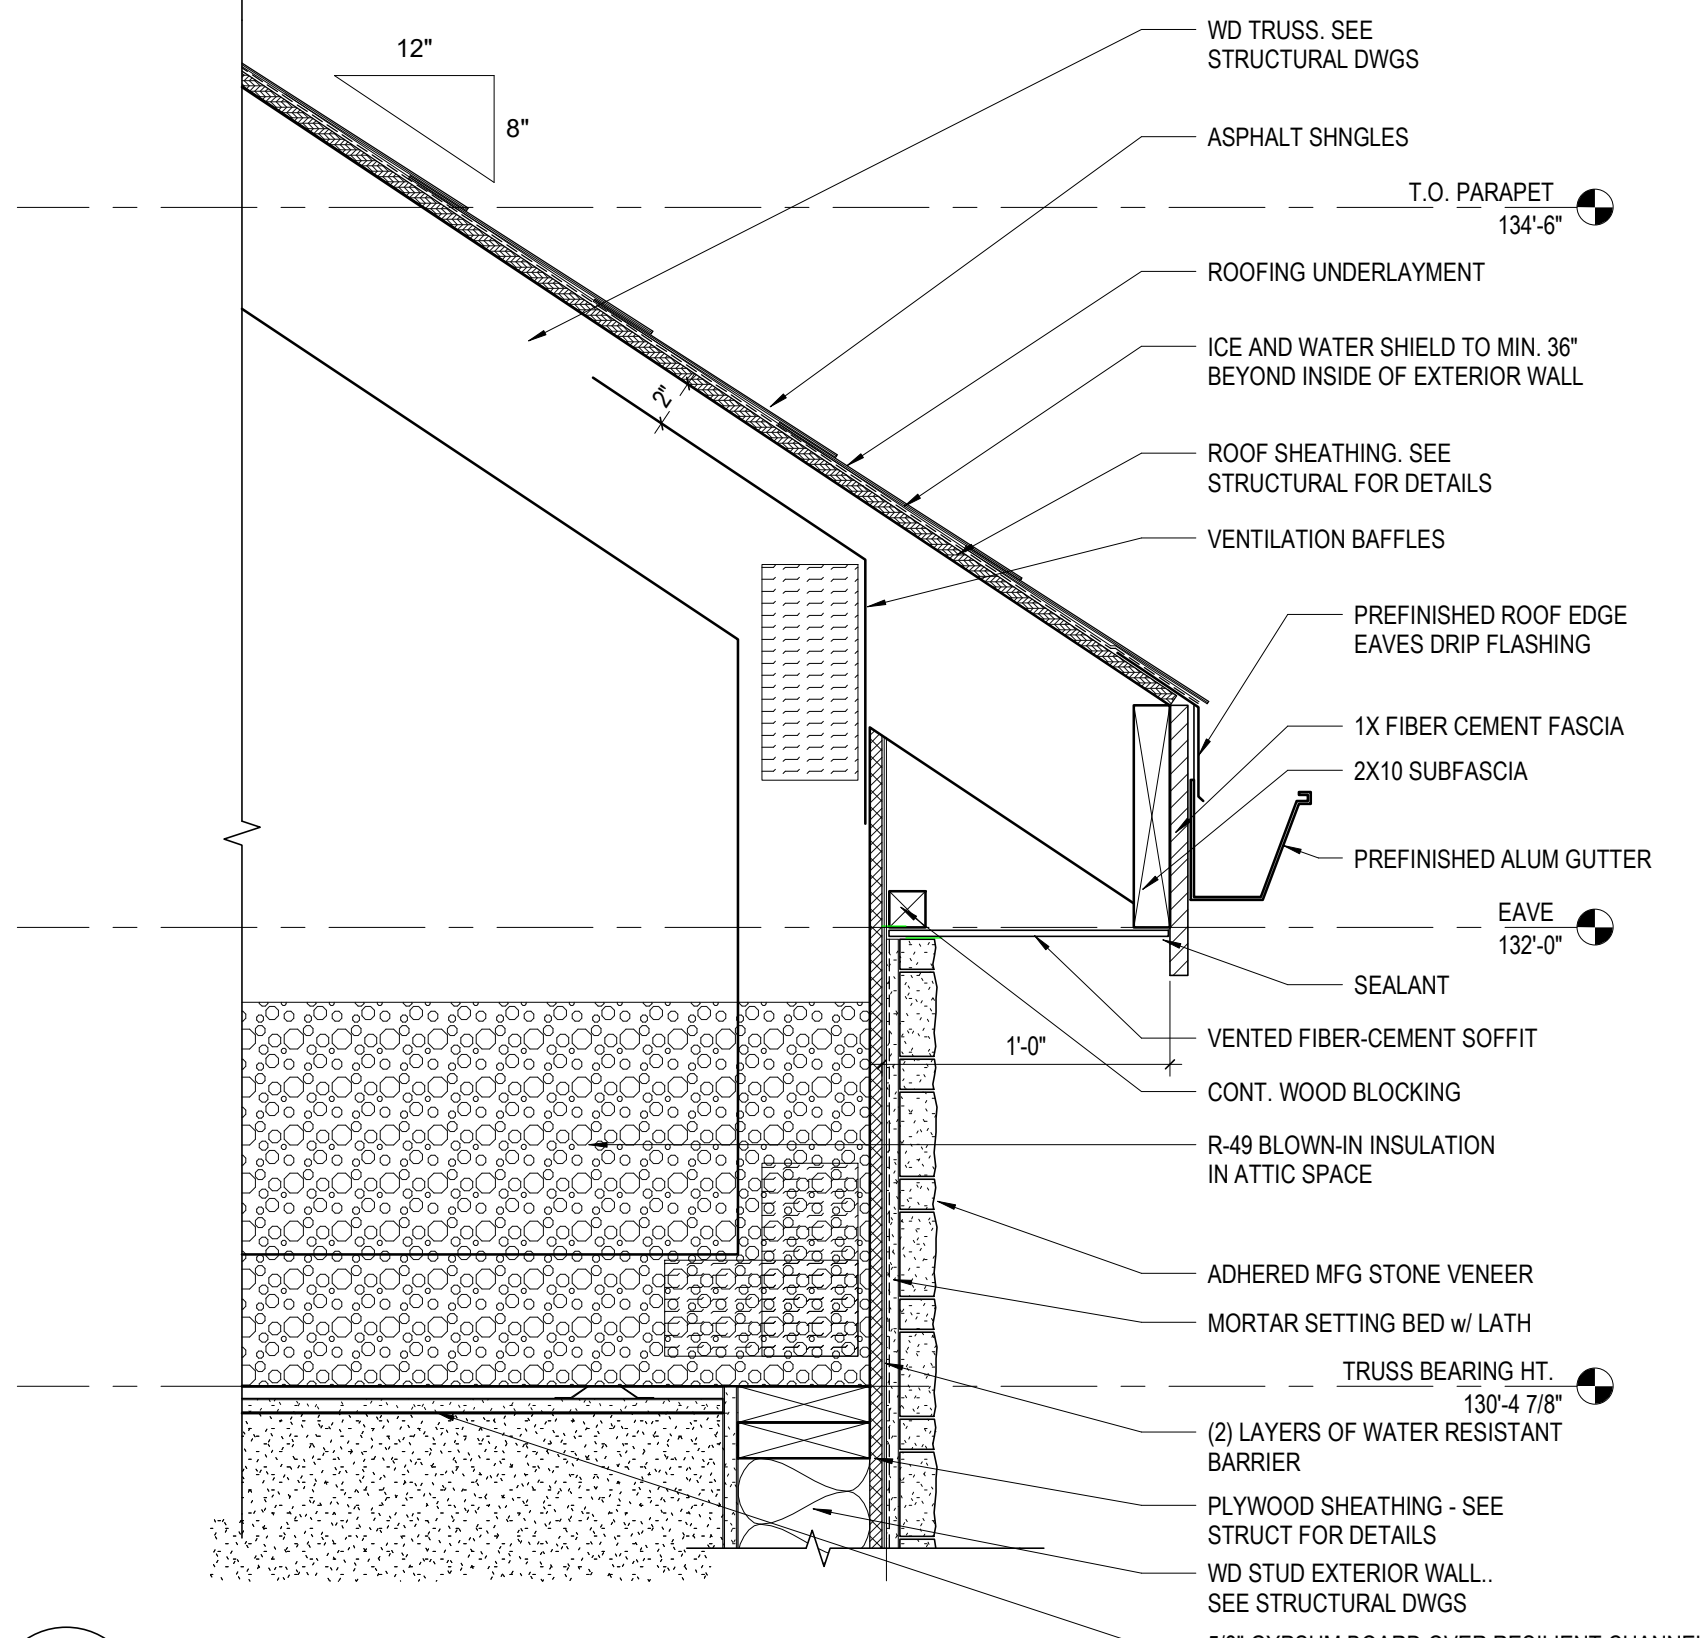 12"
8"
WD TRUSS. SEE
STRUCTURAL DWGS
ASPHALT SHNGLES
T.O. PARAPET
134'-6"
ROOFING UNDERLAYMENT
ICE AND WATER SHIELD TO MIN. 36"
BEYOND INSIDE OF EXTERIOR WALL
2"
ROOF SHEATHING. SEE
STRUCTURAL FOR DETAILS
VENTILATION BAFFLES
PREFINISHED ROOF EDGE
EAVES DRIP FLASHING
1X FIBER CEMENT FASCIA
2X10 SUBFASCIA
PREFINISHED ALUM GUTTER
EAVE
132'-0"
SEALANT
VENTED FIBER-CEMENT SOFFIT
1'-0"
CONT. WOOD BLOCKING
R-49 BLOWN-IN INSULATION
IN ATTIC SPACE
ADHERED MFG STONE VENEER
MORTAR SETTING BED w/ LATH
TRUSS BEARING HT.
130'-4 7/8"
(2) LAYERS OF WATER RESISTANT
BARRIER
PLYWOOD SHEATHING - SEE
STRUCT FOR DETAILS
WD STUD EXTERIOR WALL..
SEE STRUCTURAL DWGS
GYPSUM BOARD OVER RESILIENT CHANNEL